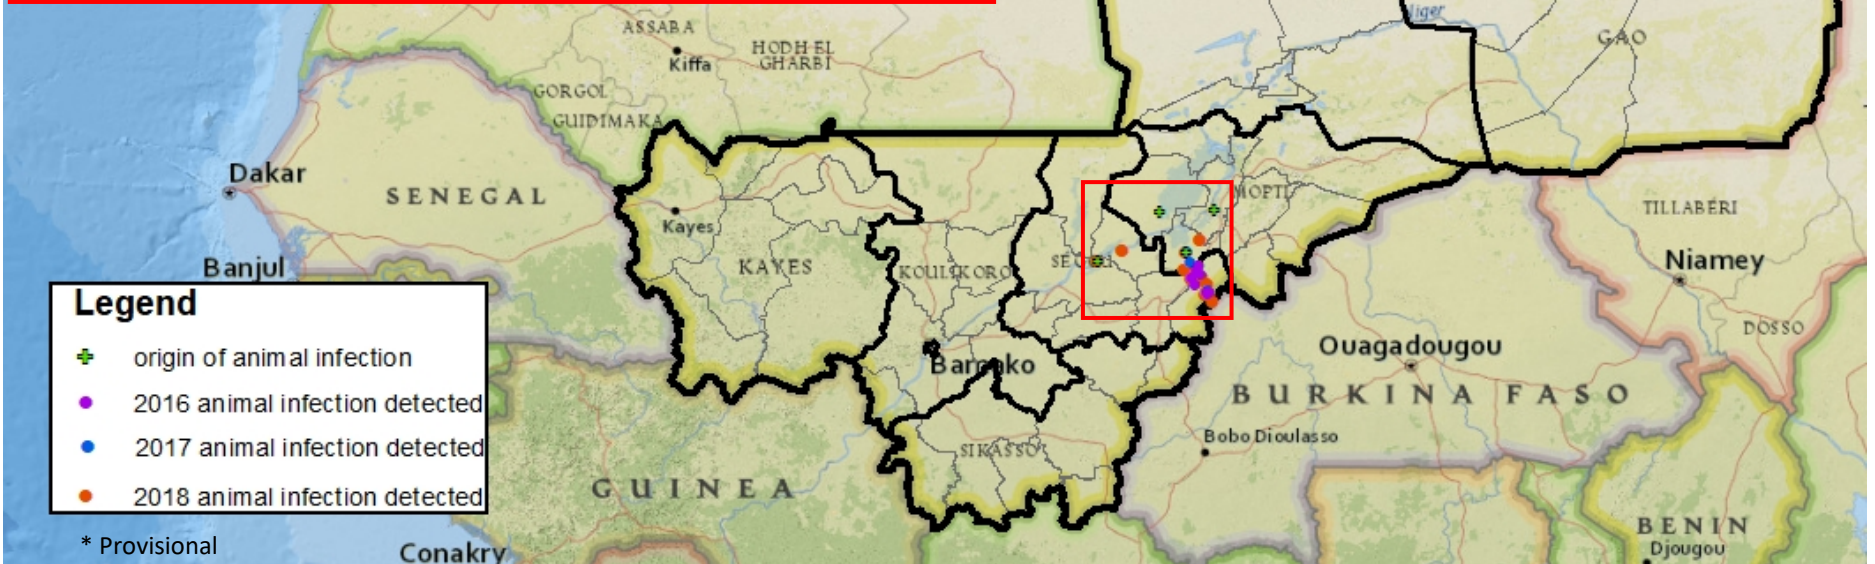 Niger
ASSABA
HODH EL
GHARBI
GAO
Kiffa
GORGOL
GUIDIMAKA
Dakar
SENEGAL
MOPTI
TILLABERI
Kayes
Banjul
KAYES
KOULIKORO
SEGOU
Niamey
Legend
origin of animal infection
2016 animal infection detected
2017 animal infection detected
2018 animal infection detected
* Provisional
DOSSO
Ouagadougou
Bamako
BURKINA FASO
Bobo Dioulasso
SIKASSO
GUINEA
BENIN
Djougou
Conakry